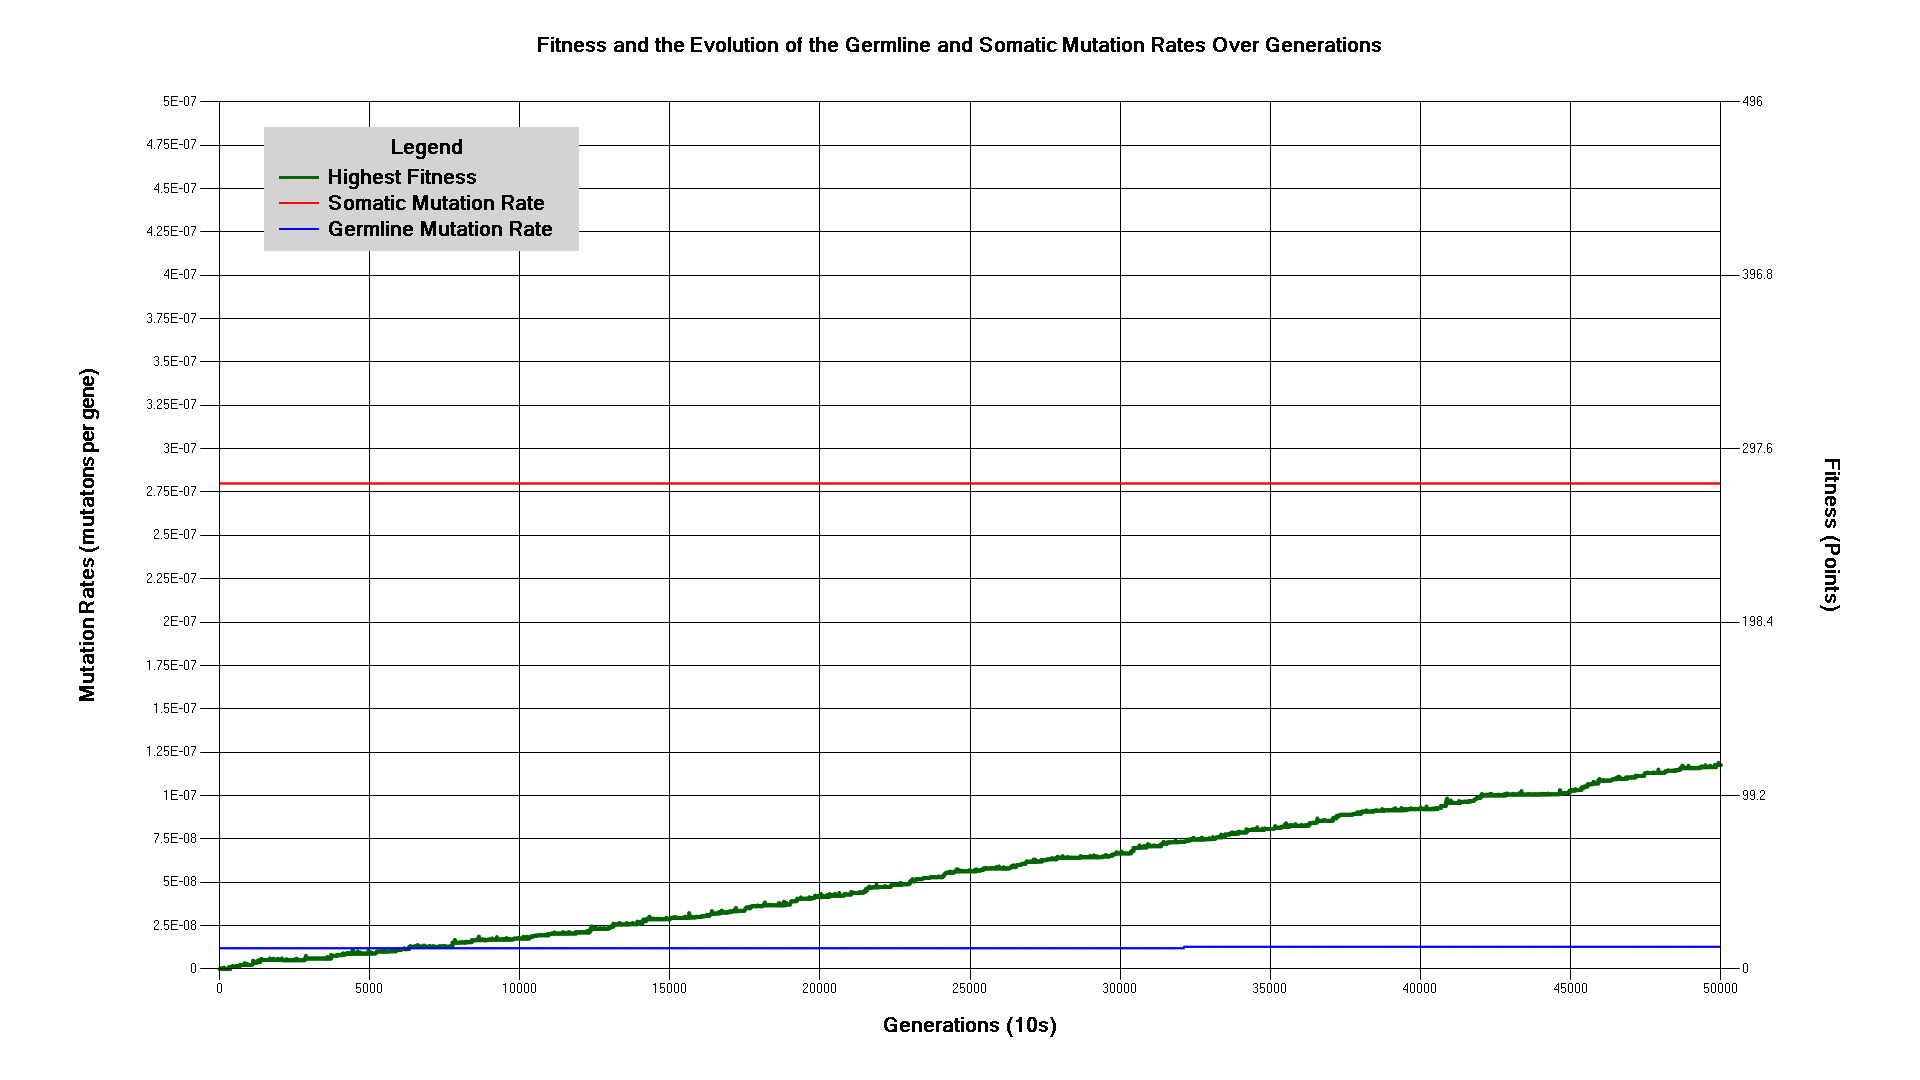 Fitness and the Evolution of the Germline and Somatic Mutation Rates Over Generations
Legend
Highest Fitness
Somatic Mutation Rate
Germline Mutation Rate
Mutation Rates (mutatons per gene)
5E-07
4.75E-07
4.5E-07
4.25E-07
4E-07
3.75E-07
3.5E-07
3.25E-07
3E-07
2.75E-07
2.5E-07
2.25E-07
2E-07
1.75E-07
1.5E-07
1.25E-07
1E-07
7.5E-08
5E-08
2.5E-08
0
496
396.8
297.6
198.4
99.2
0
Fitness (Points)
0 5000 10000 15000 20000 25000 30000 35000 40000 45000 50000
Generations (10s)